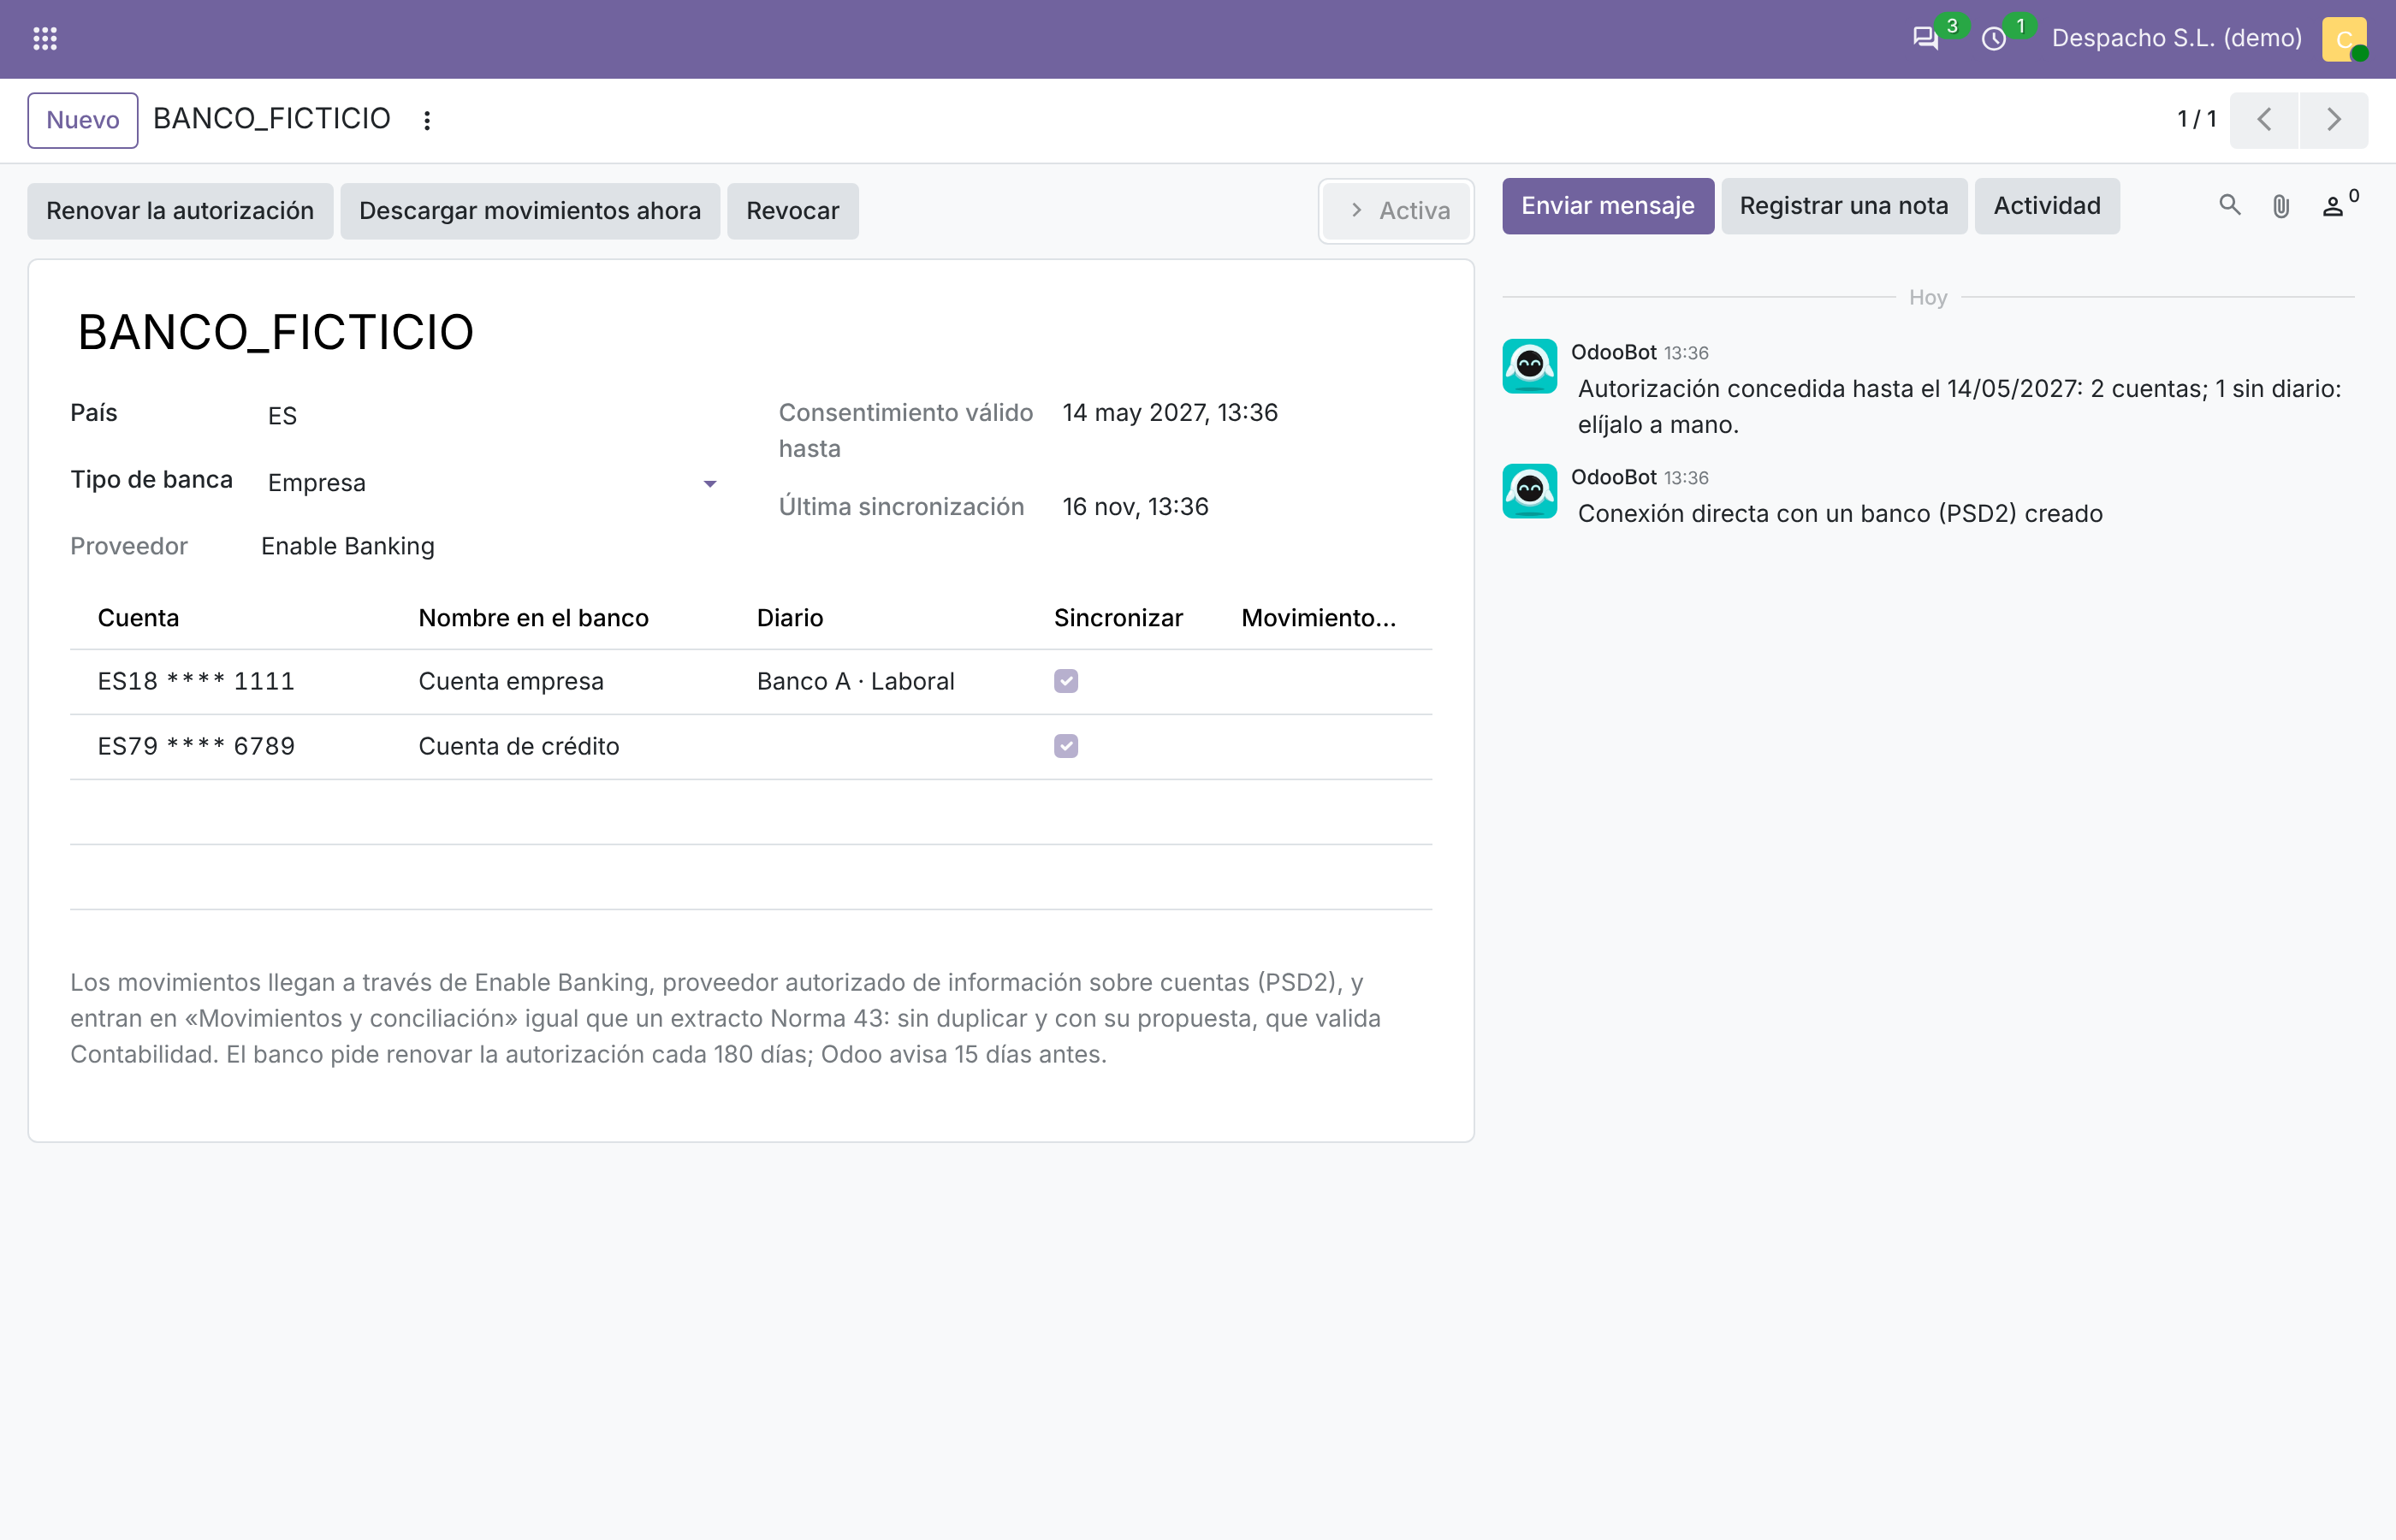 3
1
Despacho S.L. (demo)
C
Nuevo
BANCO_FICTICIO
1 / 1
Renovar la autorización
Descargar movimientos ahora
Revocar
Activa
Enviar mensaje
Registrar una nota
Actividad
0
BANCO_FICTICIO
País
ES
Tipo de banca
Empresa
Proveedor
Enable Banking
Consentimiento válido
hasta
14 may 2027, 13:36
Última sincronización
16 nov, 13:36
Cuenta
Nombre en el banco
Diario
Sincronizar
Movimiento...
ES18 **** 1111
Cuenta empresa
Banco A · Laboral
ES79 **** 6789
Cuenta de crédito
Los movimientos llegan a través de Enable Banking, proveedor autorizado de información sobre cuentas (PSD2), y
entran en «Movimientos y conciliación» igual que un extracto Norma 43: sin duplicar y con su propuesta, que valida
Contabilidad. El banco pide renovar la autorización cada 180 días; Odoo avisa 15 días antes.
Hoy
OdooBot 13:36
Autorización concedida hasta el 14/05/2027: 2 cuentas; 1 sin diario:
elíjalo a mano.
OdooBot 13:36
Conexión directa con un banco (PSD2) creado